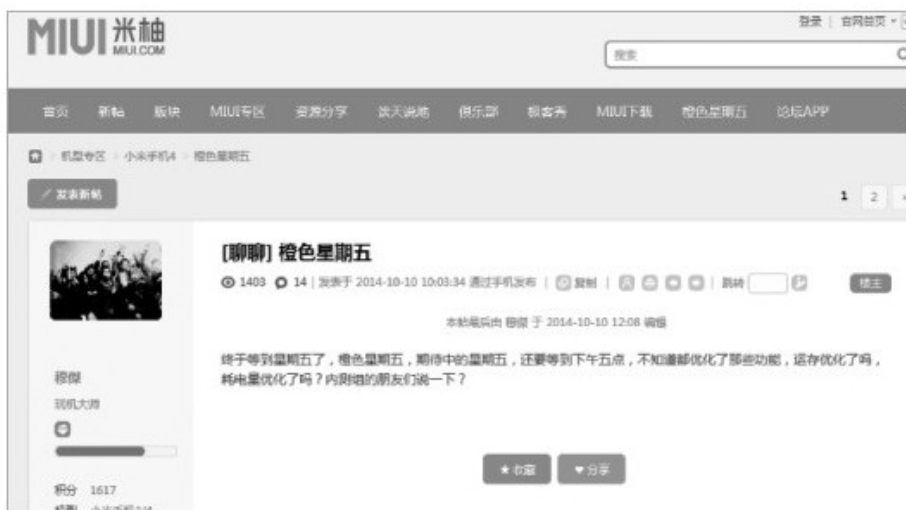 登录 | 官网首页
MIUI 米柚
MIUI.COM
搜索
首页 新帖 版块 MIUI专区 资源分享 谈天说地 俱乐部 极客秀 MIUI下载 橙色星期五 论坛APP
机型专区 > 小米手机4 > 橙色星期五
发表新帖
1 2
[聊聊] 橙色星期五
1403 14 | 发表于 2014-10-10 10:03:34 通过手机发布 | 复制 | 跳转 楼主
本帖最后由 穆傑 于 2014-10-10 12:08 编辑
终于等到星期五了，橙色星期五，期待中的星期五，还要等到下午五点，不知道都优化了那些功能，运存优化了吗，
耗电量优化了吗？内测组的朋友们说一下？
穆傑
玩机大师
收藏 分享
积分 1617
小米手机3/4